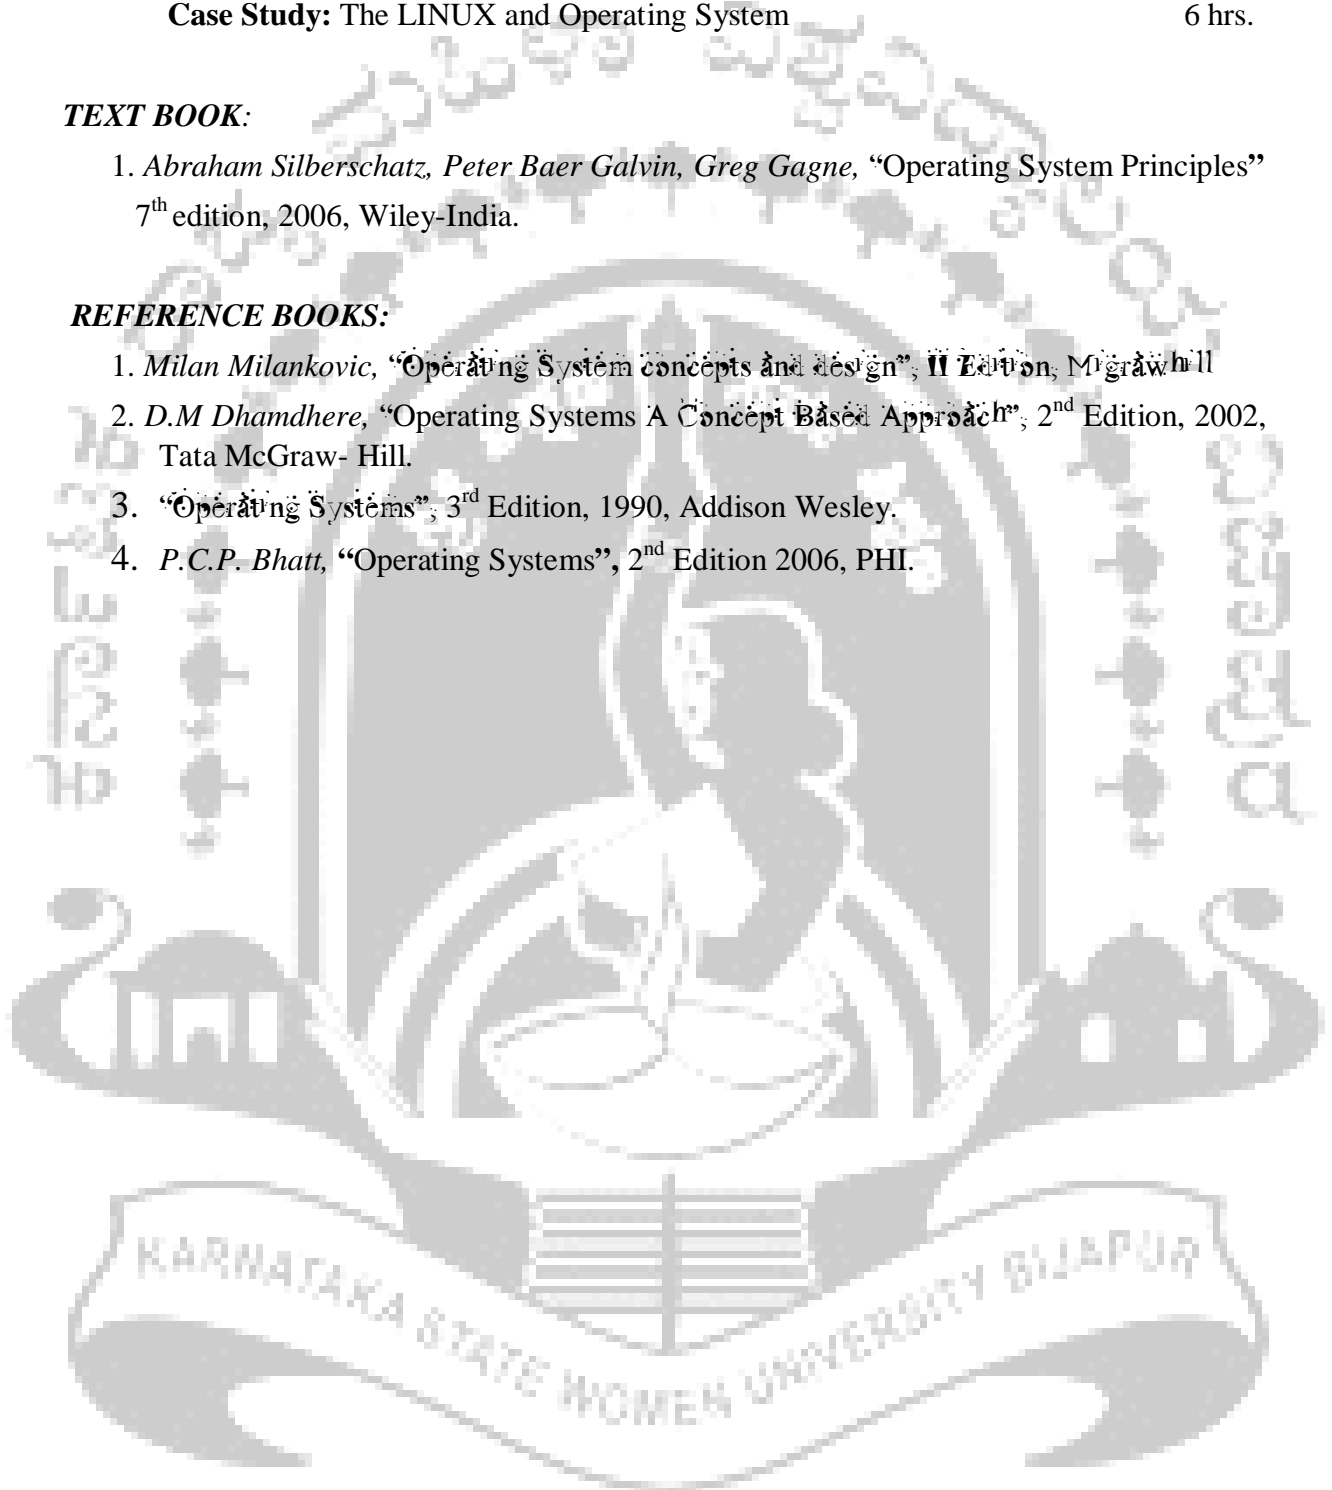 Case Study: The LINUX and Operating System 6 hrs.
TEXT BOOK:
1. Abraham Silberschatz, Peter Baer Galvin, Greg Gagne, “Operating System Principles”
7th edition, 2006, Wiley-India.
REFERENCE BOOKS:
1. Milan Milankovic, “Operating System concepts and design”, II Edition,
2. D.M Dhamdhere, “Operating Systems A Concept Based Approach”, 2nd Edition, 2002,
Tata McGraw- Hill.
3. “Operating Systems”, 3rd Edition, 1990, Addison Wesley.
4. P.C.P. Bhatt, “Operating Systems”, 2nd Edition 2006, PHI.
KARNATAKA STATE WOMEN UNIVERSITY BIJAPUR